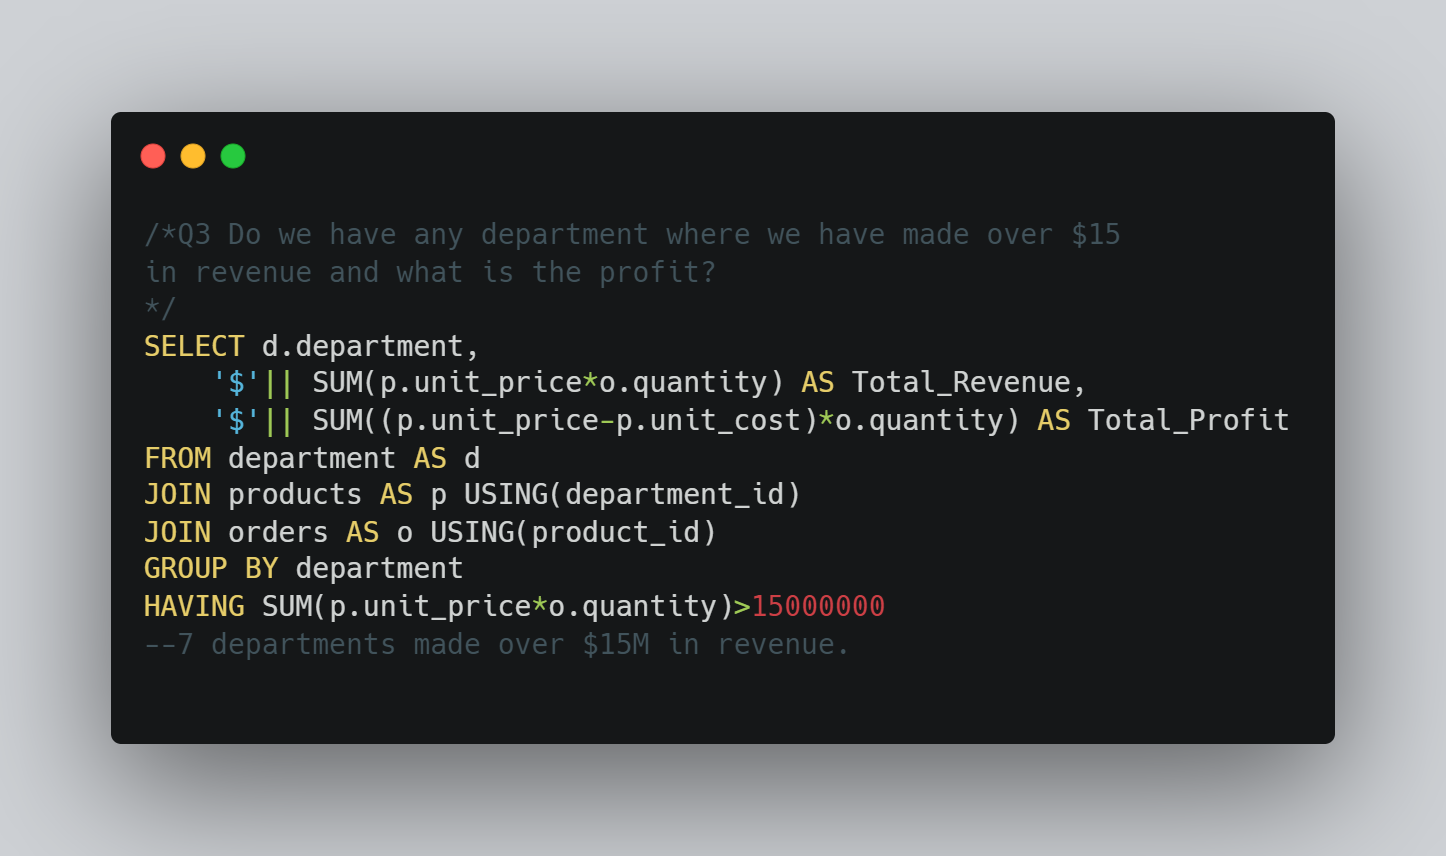 /*Q3 Do we have any department where we have made over $15
in revenue and what is the profit?
*/
SELECT d.department,
    '$'|| SUM(p.unit_price*o.quantity) AS Total_Revenue,
    '$'|| SUM((p.unit_price-p.unit_cost)*o.quantity) AS Total_Profit
FROM department AS d
JOIN products AS p USING(department_id)
JOIN orders AS o USING(product_id)
GROUP BY department
HAVING SUM(p.unit_price*o.quantity)>15000000
--7 departments made over $15M in revenue.